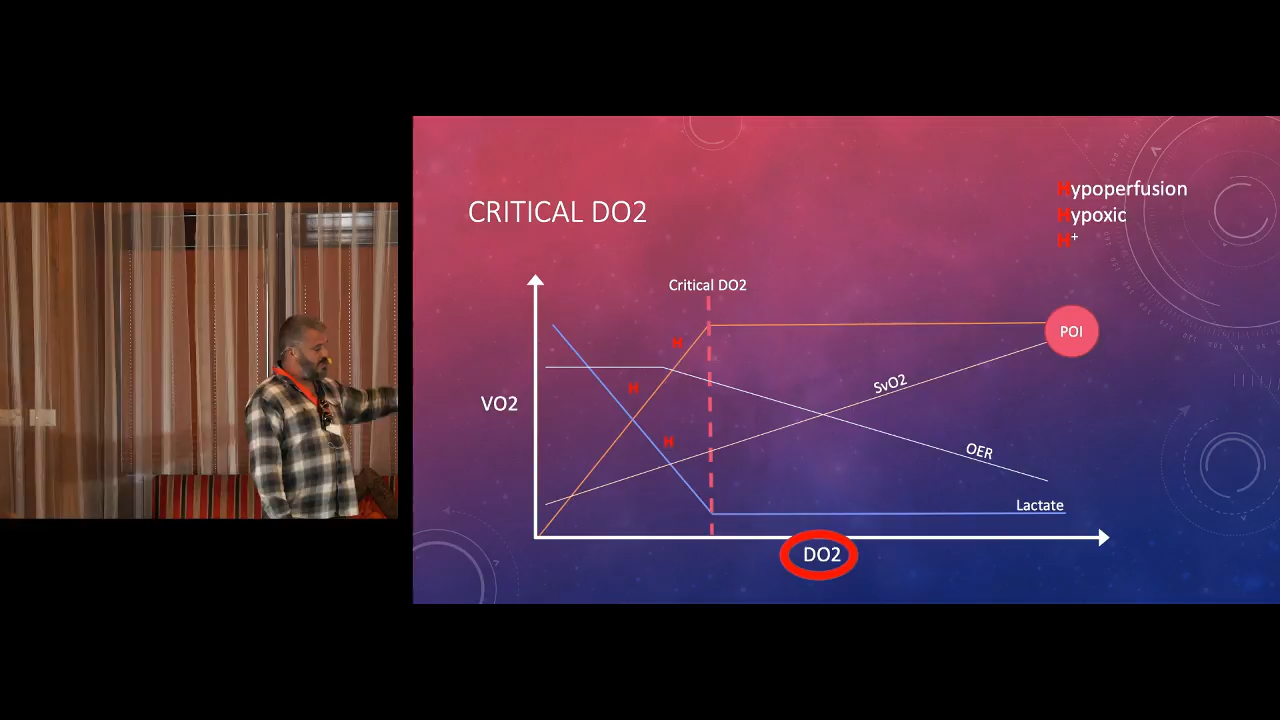 CRITICAL DO2
Hypoperfusion
Hypoxic
H⁺
Critical DO2
H
H
H
POI
SvO2
VO2
OER
Lactate
DO2